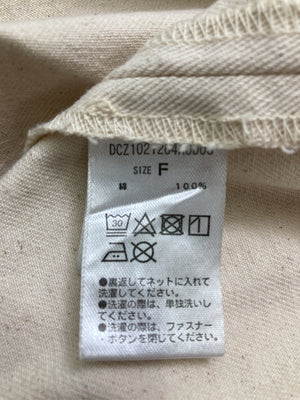 SIZE F
綿 100%
30
●裏返してネットに入れて
洗濯してください。
●洗濯の際は、単独洗いし
てください。
●洗濯の際は、ファスナー
・ボタンを閉じてください。